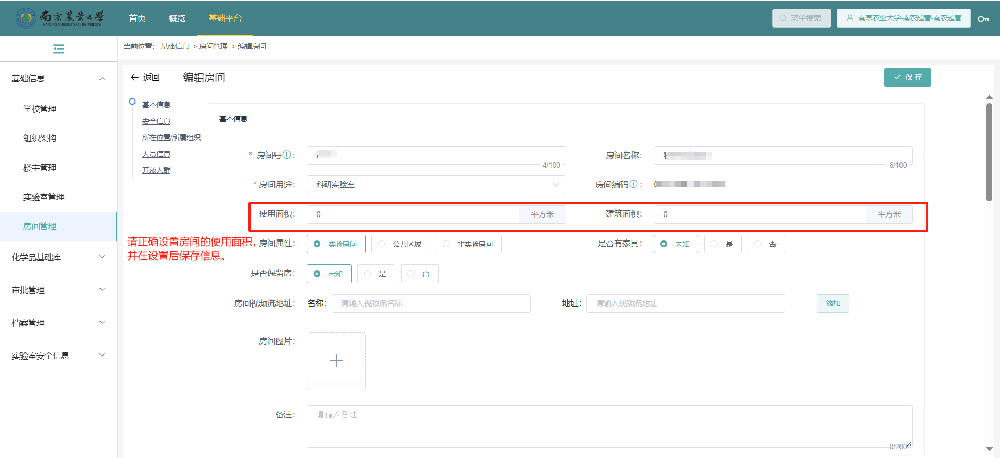 南京農業大學
NANJING AGRICULTURAL UNIVERSITY
首页
概览
基础平台
菜单搜索
南京农业大学-南农超管-南农超管
当前位置： 基础信息 -> 房间管理 -> 编辑房间
基础信息
学校管理
组织架构
楼宇管理
实验室管理
房间管理
化学品基础库
审批管理
档案管理
实验室安全信息
返回
编辑房间
保存
基本信息
安全信息
所在位置/所属组织
人员信息
开放人群
基本信息
* 房间号：
4/100
房间名称：
6/100
* 房间用途：
科研实验室
房间编码：
使用面积：
0
平方米
建筑面积：
0
平方米
请正确设置房间的使用面积，
并在设置后保存信息。
房间属性：
实验房间
公共区域
非实验房间
是否有家具：
未知
是
否
是否保留房：
未知
是
否
房间视频流地址：
名称：
请输入视频流名称
地址：
请输入视频流地址
添加
房间图片：
备注：
请输入备注
0/200